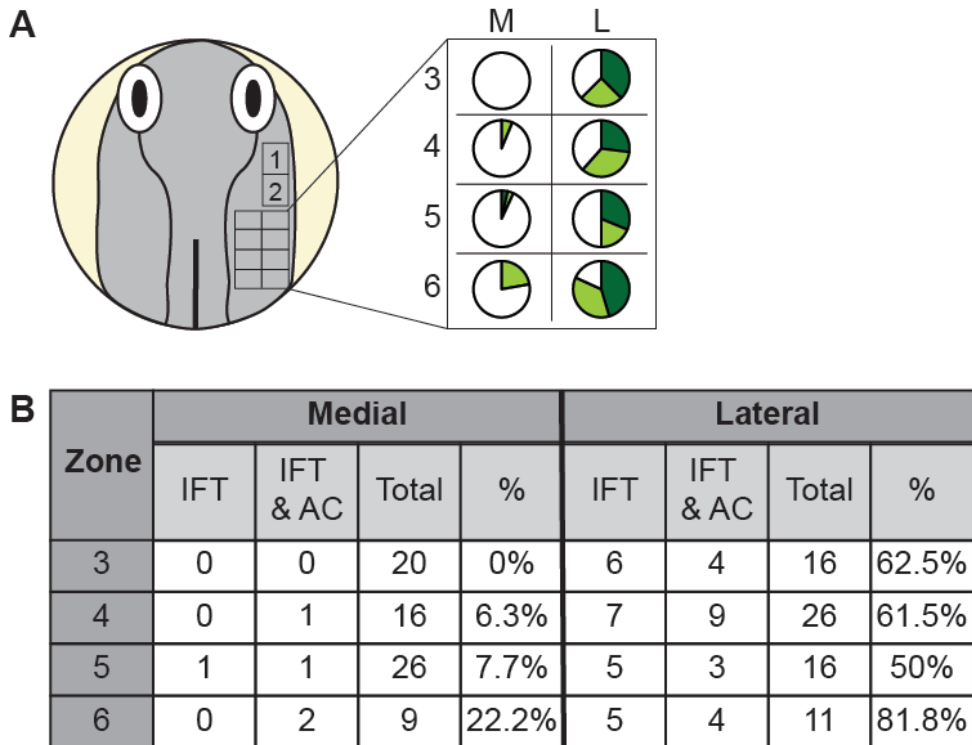 A
M L
3
4
5
6
1
2
B
Zone Medial Lateral
IFT IFT & AC Total % IFT IFT & AC Total %
3 0 0 20 0% 6 4 16 62.5%
4 0 1 16 6.3% 7 9 26 61.5%
5 1 1 26 7.7% 5 3 16 50%
6 0 2 9 22.2% 5 4 11 81.8%